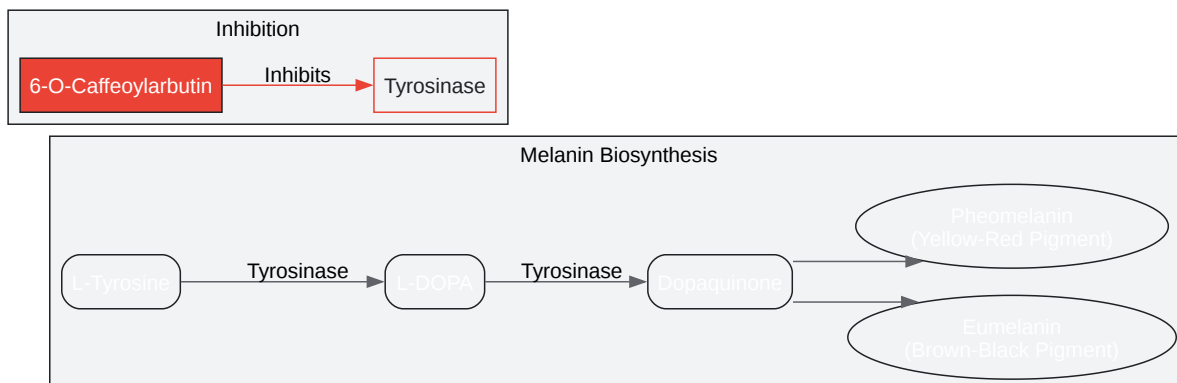 Inhibition
6-O-Caffeoylarbutin
Inhibits
Tyrosinase
Melanin Biosynthesis
Pheomelanin
(Yellow-Red Pigment)
L-Tyrosine
Tyrosinase
L-DOPA
Tyrosinase
Dopaquinone
Eumelanin
(Brown-Black Pigment)